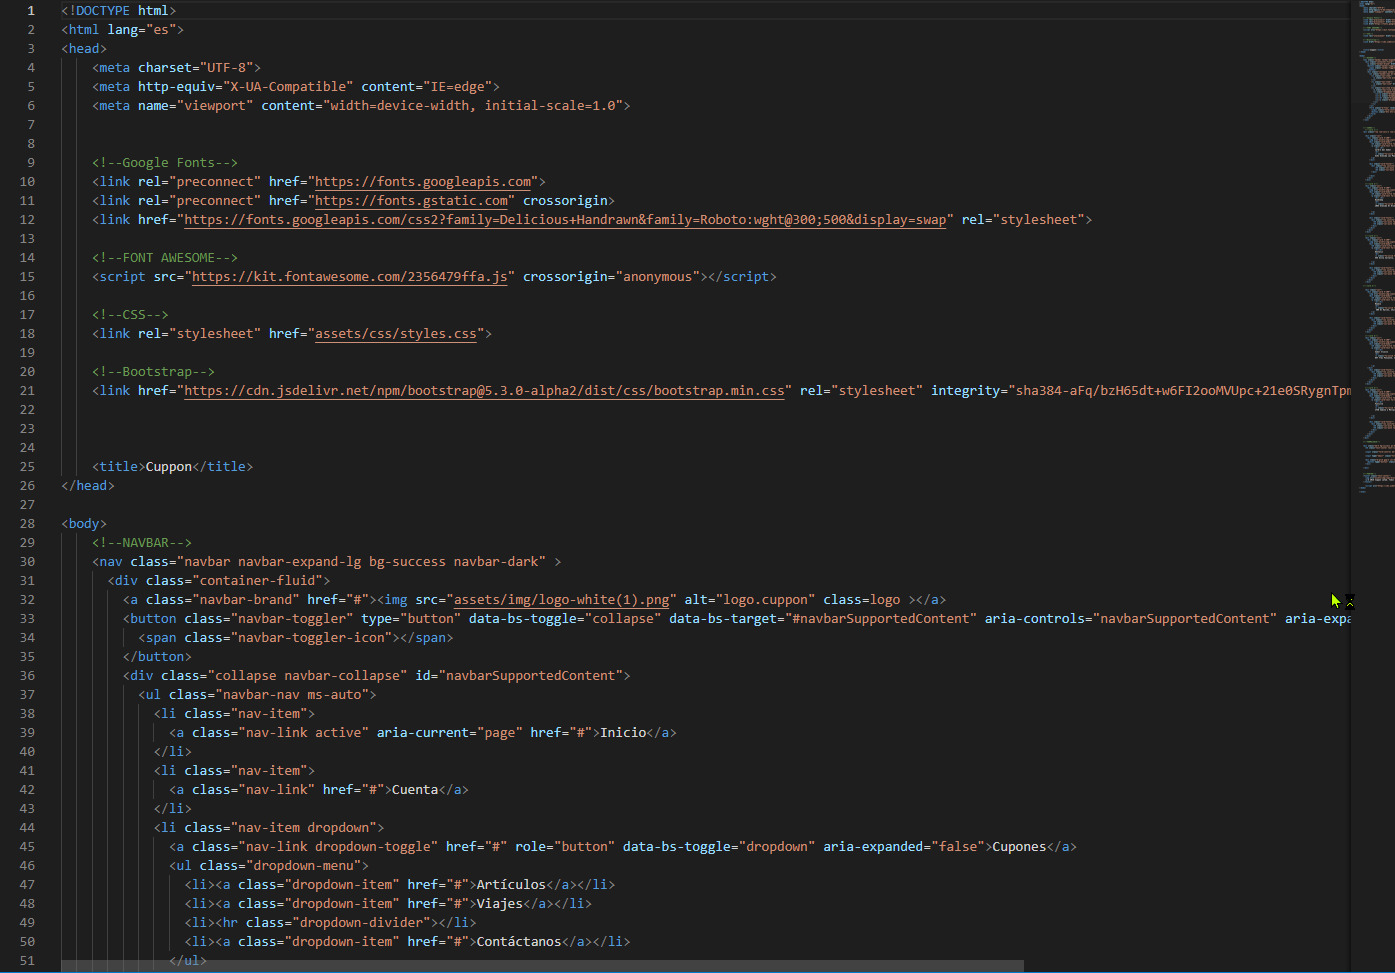 1 <!DOCTYPE html>
2 <html lang="es">
3 <head>
4 <meta charset="UTF-8">
5 <meta http-equiv="X-UA-Compatible" content="IE=edge">
6 <meta name="viewport" content="width=device-width, initial-scale=1.0">
7
8
9 <!--Google Fonts-->
10 <link rel="preconnect" href="https://fonts.googleapis.com">
11 <link rel="preconnect" href="https://fonts.gstatic.com" crossorigin>
12 <link href="https://fonts.googleapis.com/css2?family=Delicious+Handrawn&family=Roboto:wght@300;500&display=swap" rel="stylesheet">
13
14 <!--FONT AWESOME-->
15 <script src="https://kit.fontawesome.com/2356479ffa.js" crossorigin="anonymous"></script>
16
17 <!--CSS-->
18 <link rel="stylesheet" href="assets/css/styles.css">
19
20 <!--Bootstrap-->
21 <link href="https://cdn.jsdelivr.net/npm/bootstrap@5.3.0-alpha2/dist/css/bootstrap.min.css" rel="stylesheet" integrity="sha384-aFq/bzH65dt+w6FI2ooMVUpc+21e0SRygnTpm
22
23
24
25 <title>Cuppon</title>
26 </head>
27
28 <body>
29 <!--NAVBAR-->
30 <nav class="navbar navbar-expand-lg bg-success navbar-dark" >
31 <div class="container-fluid">
32 <a class="navbar-brand" href="#"><img src="assets/img/logo-white(1).png" alt="logo.cuppon" class=logo ></a>
33 <button class="navbar-toggler" type="button" data-bs-toggle="collapse" data-bs-target="#navbarSupportedContent" aria-controls="navbarSupportedContent" aria-expa
34 <span class="navbar-toggler-icon"></span>
35 </button>
36 <div class="collapse navbar-collapse" id="navbarSupportedContent">
37 <ul class="navbar-nav ms-auto">
38 <li class="nav-item">
39 <a class="nav-link active" aria-current="page" href="#">Inicio</a>
40 </li>
41 <li class="nav-item">
42 <a class="nav-link" href="#">Cuenta</a>
43 </li>
44 <li class="nav-item dropdown">
45 <a class="nav-link dropdown-toggle" href="#" role="button" data-bs-toggle="dropdown" aria-expanded="false">Cupones</a>
46 <ul class="dropdown-menu">
47 <li><a class="dropdown-item" href="#">Artículos</a></li>
48 <li><a class="dropdown-item" href="#">Viajes</a></li>
49 <li><hr class="dropdown-divider"></li>
50 <li><a class="dropdown-item" href="#">Contáctanos</a></li>
51 </ul>